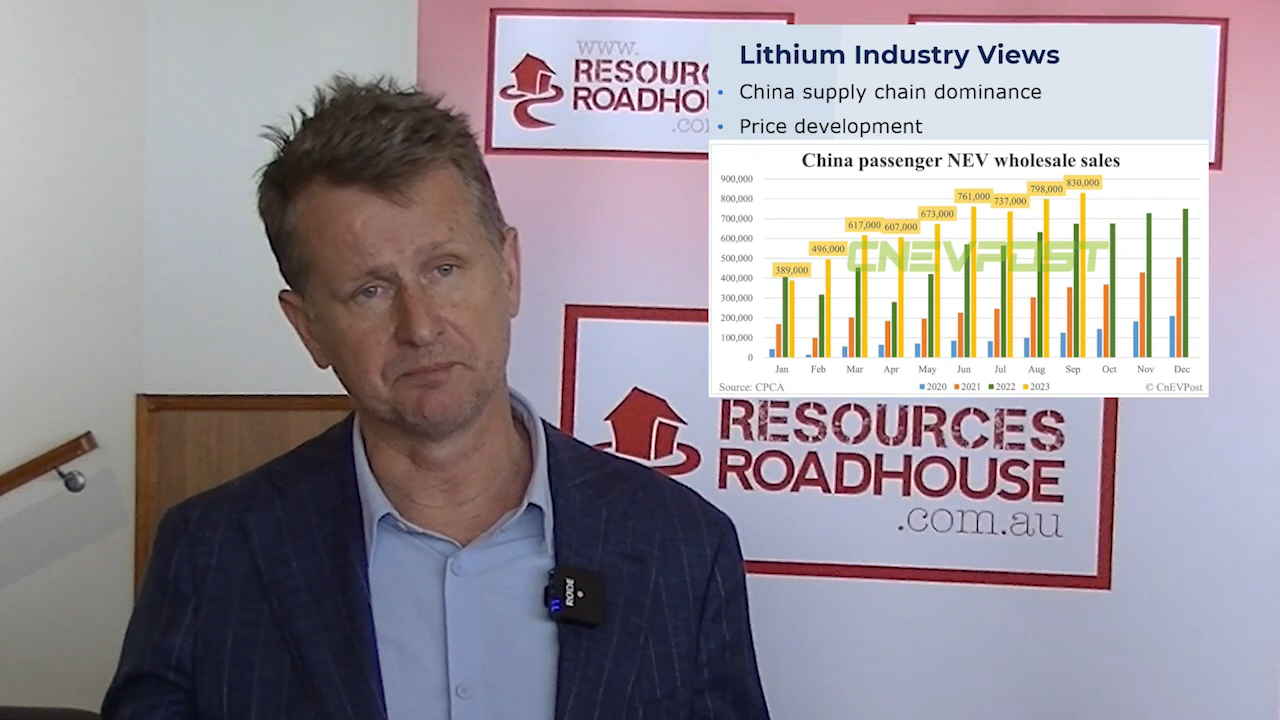 www.
RESOURC
ROADHO
.co
Lithium Industry Views
• China supply chain dominance
• Price development
China passenger NEV wholesale sales
900,000
800,000
700,000
600,000
500,000
400,000
300,000
200,000
100,000
0
389,000
496,000
617,000
607,000
673,000
761,000
737,000
798,000
830,000
CNEVPOST
Jan Feb Mar Apr May Jun Jul Aug Sep Oct Nov Dec
Source: CPCA
2020 2021 2022 2023
© CnEVPost
RESOURCES
ROADHOUSE
.com.au
RODE